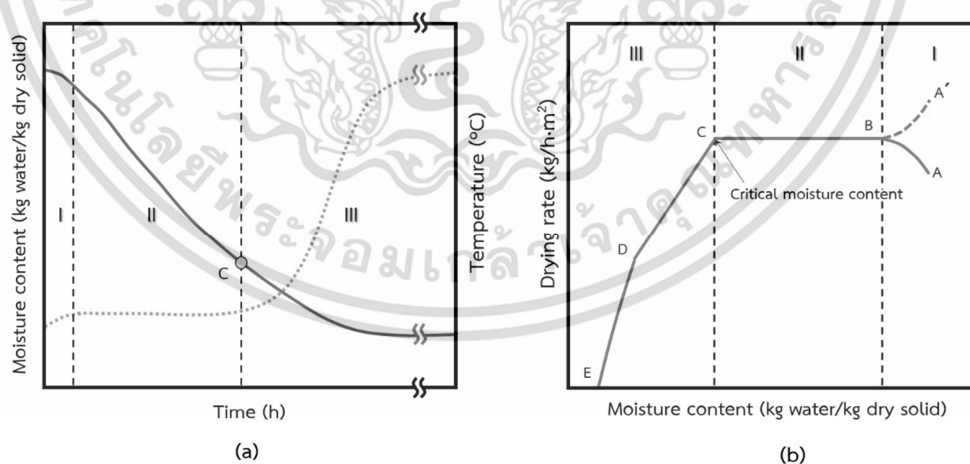 Moisture content (kg water/kg dry solid)
I
II
III
C
Time (h)
Temperature (°C)
(a)
Drying rate (kg/h·m²)
III
II
I
A´
C
B
A
Critical moisture content
D
E
Moisture content (kg water/kg dry solid)
(b)